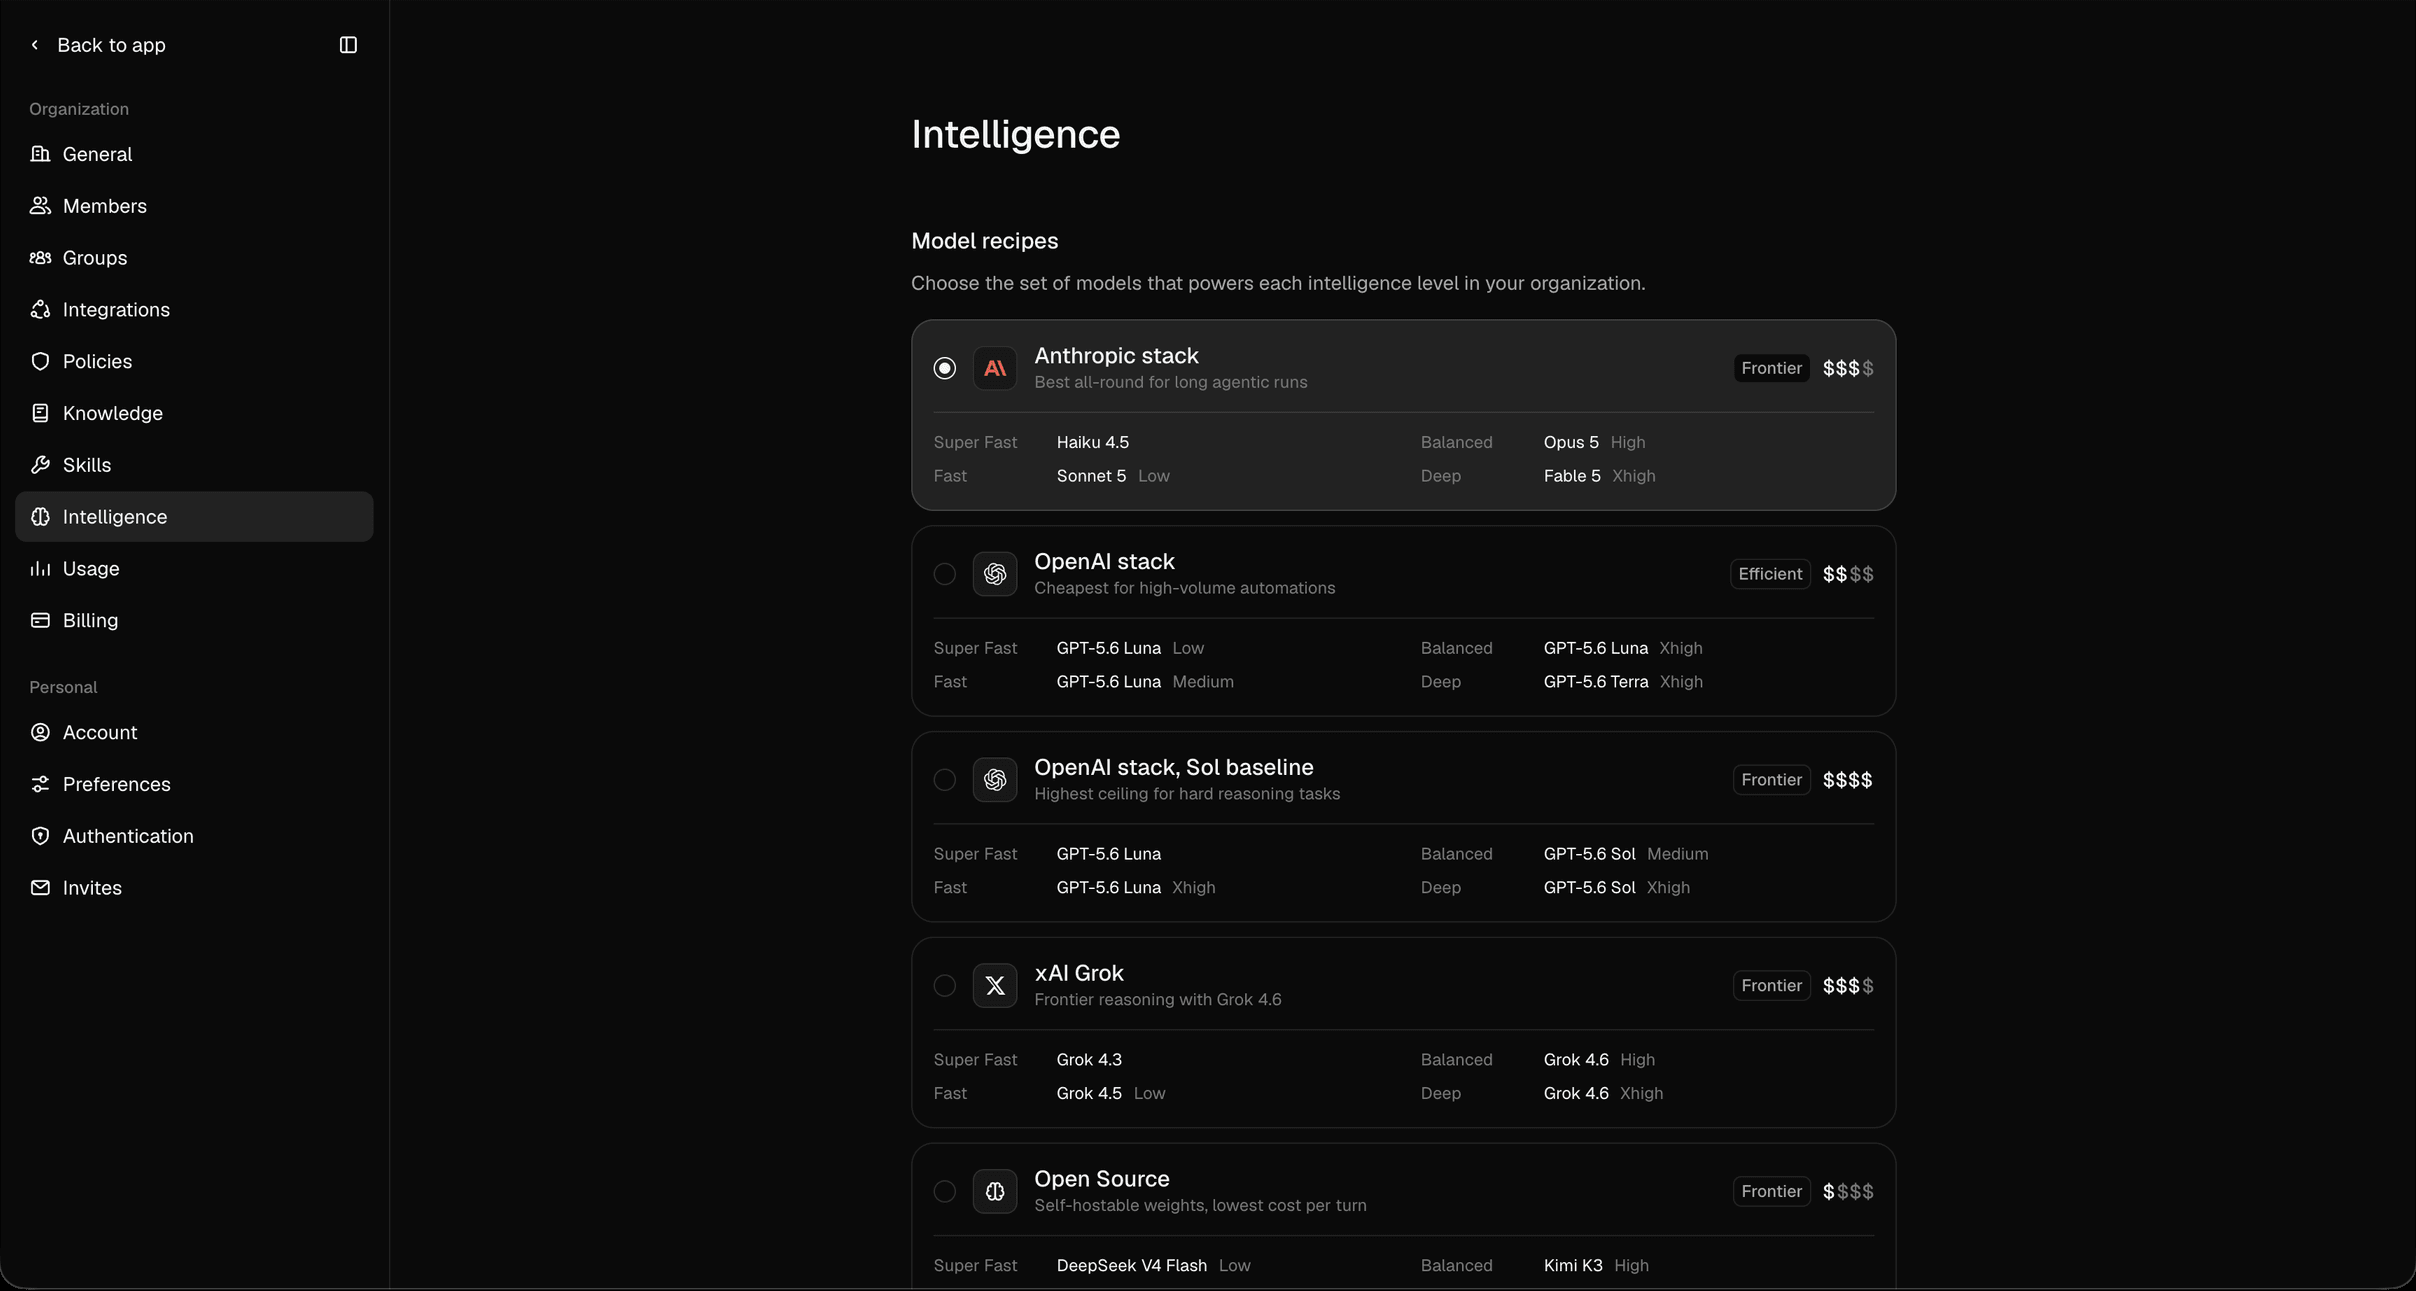 Back to app
Organization
General
Members
Groups
Integrations
Policies
Knowledge
Skills
Intelligence
Usage
Billing
Personal
Account
Preferences
Authentication
Invites
Intelligence
Model recipes
Choose the set of models that powers each intelligence level in your organization.
Anthropic stack
Best all-round for long agentic runs
Frontier $$$$
Super Fast Haiku 4.5 Balanced Opus 5 High
Fast Sonnet 5 Low Deep Fable 5 Xhigh
OpenAI stack
Cheapest for high-volume automations
Efficient $$$$
Super Fast GPT-5.6 Luna Low Balanced GPT-5.6 Luna Xhigh
Fast GPT-5.6 Luna Medium Deep GPT-5.6 Terra Xhigh
OpenAI stack, Sol baseline
Highest ceiling for hard reasoning tasks
Frontier $$$$
Super Fast GPT-5.6 Luna Balanced GPT-5.6 Sol Medium
Fast GPT-5.6 Luna Xhigh Deep GPT-5.6 Sol Xhigh
xAI Grok
Frontier reasoning with Grok 4.6
Frontier $$$$
Super Fast Grok 4.3 Balanced Grok 4.6 High
Fast Grok 4.5 Low Deep Grok 4.6 Xhigh
Open Source
Self-hostable weights, lowest cost per turn
Frontier $$$$
Super Fast DeepSeek V4 Flash Low Balanced Kimi K3 High